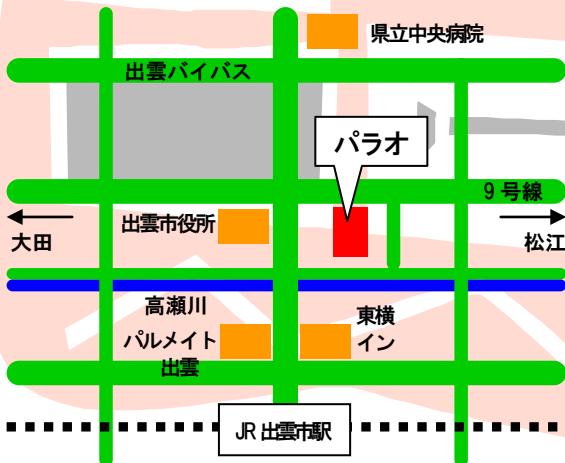 県立中央病院
出雲バイパス
パラオ
9号線
出雲市役所
大田
松江
高瀬川
パルメイト
出雲
東横
イン
JR出雲市駅